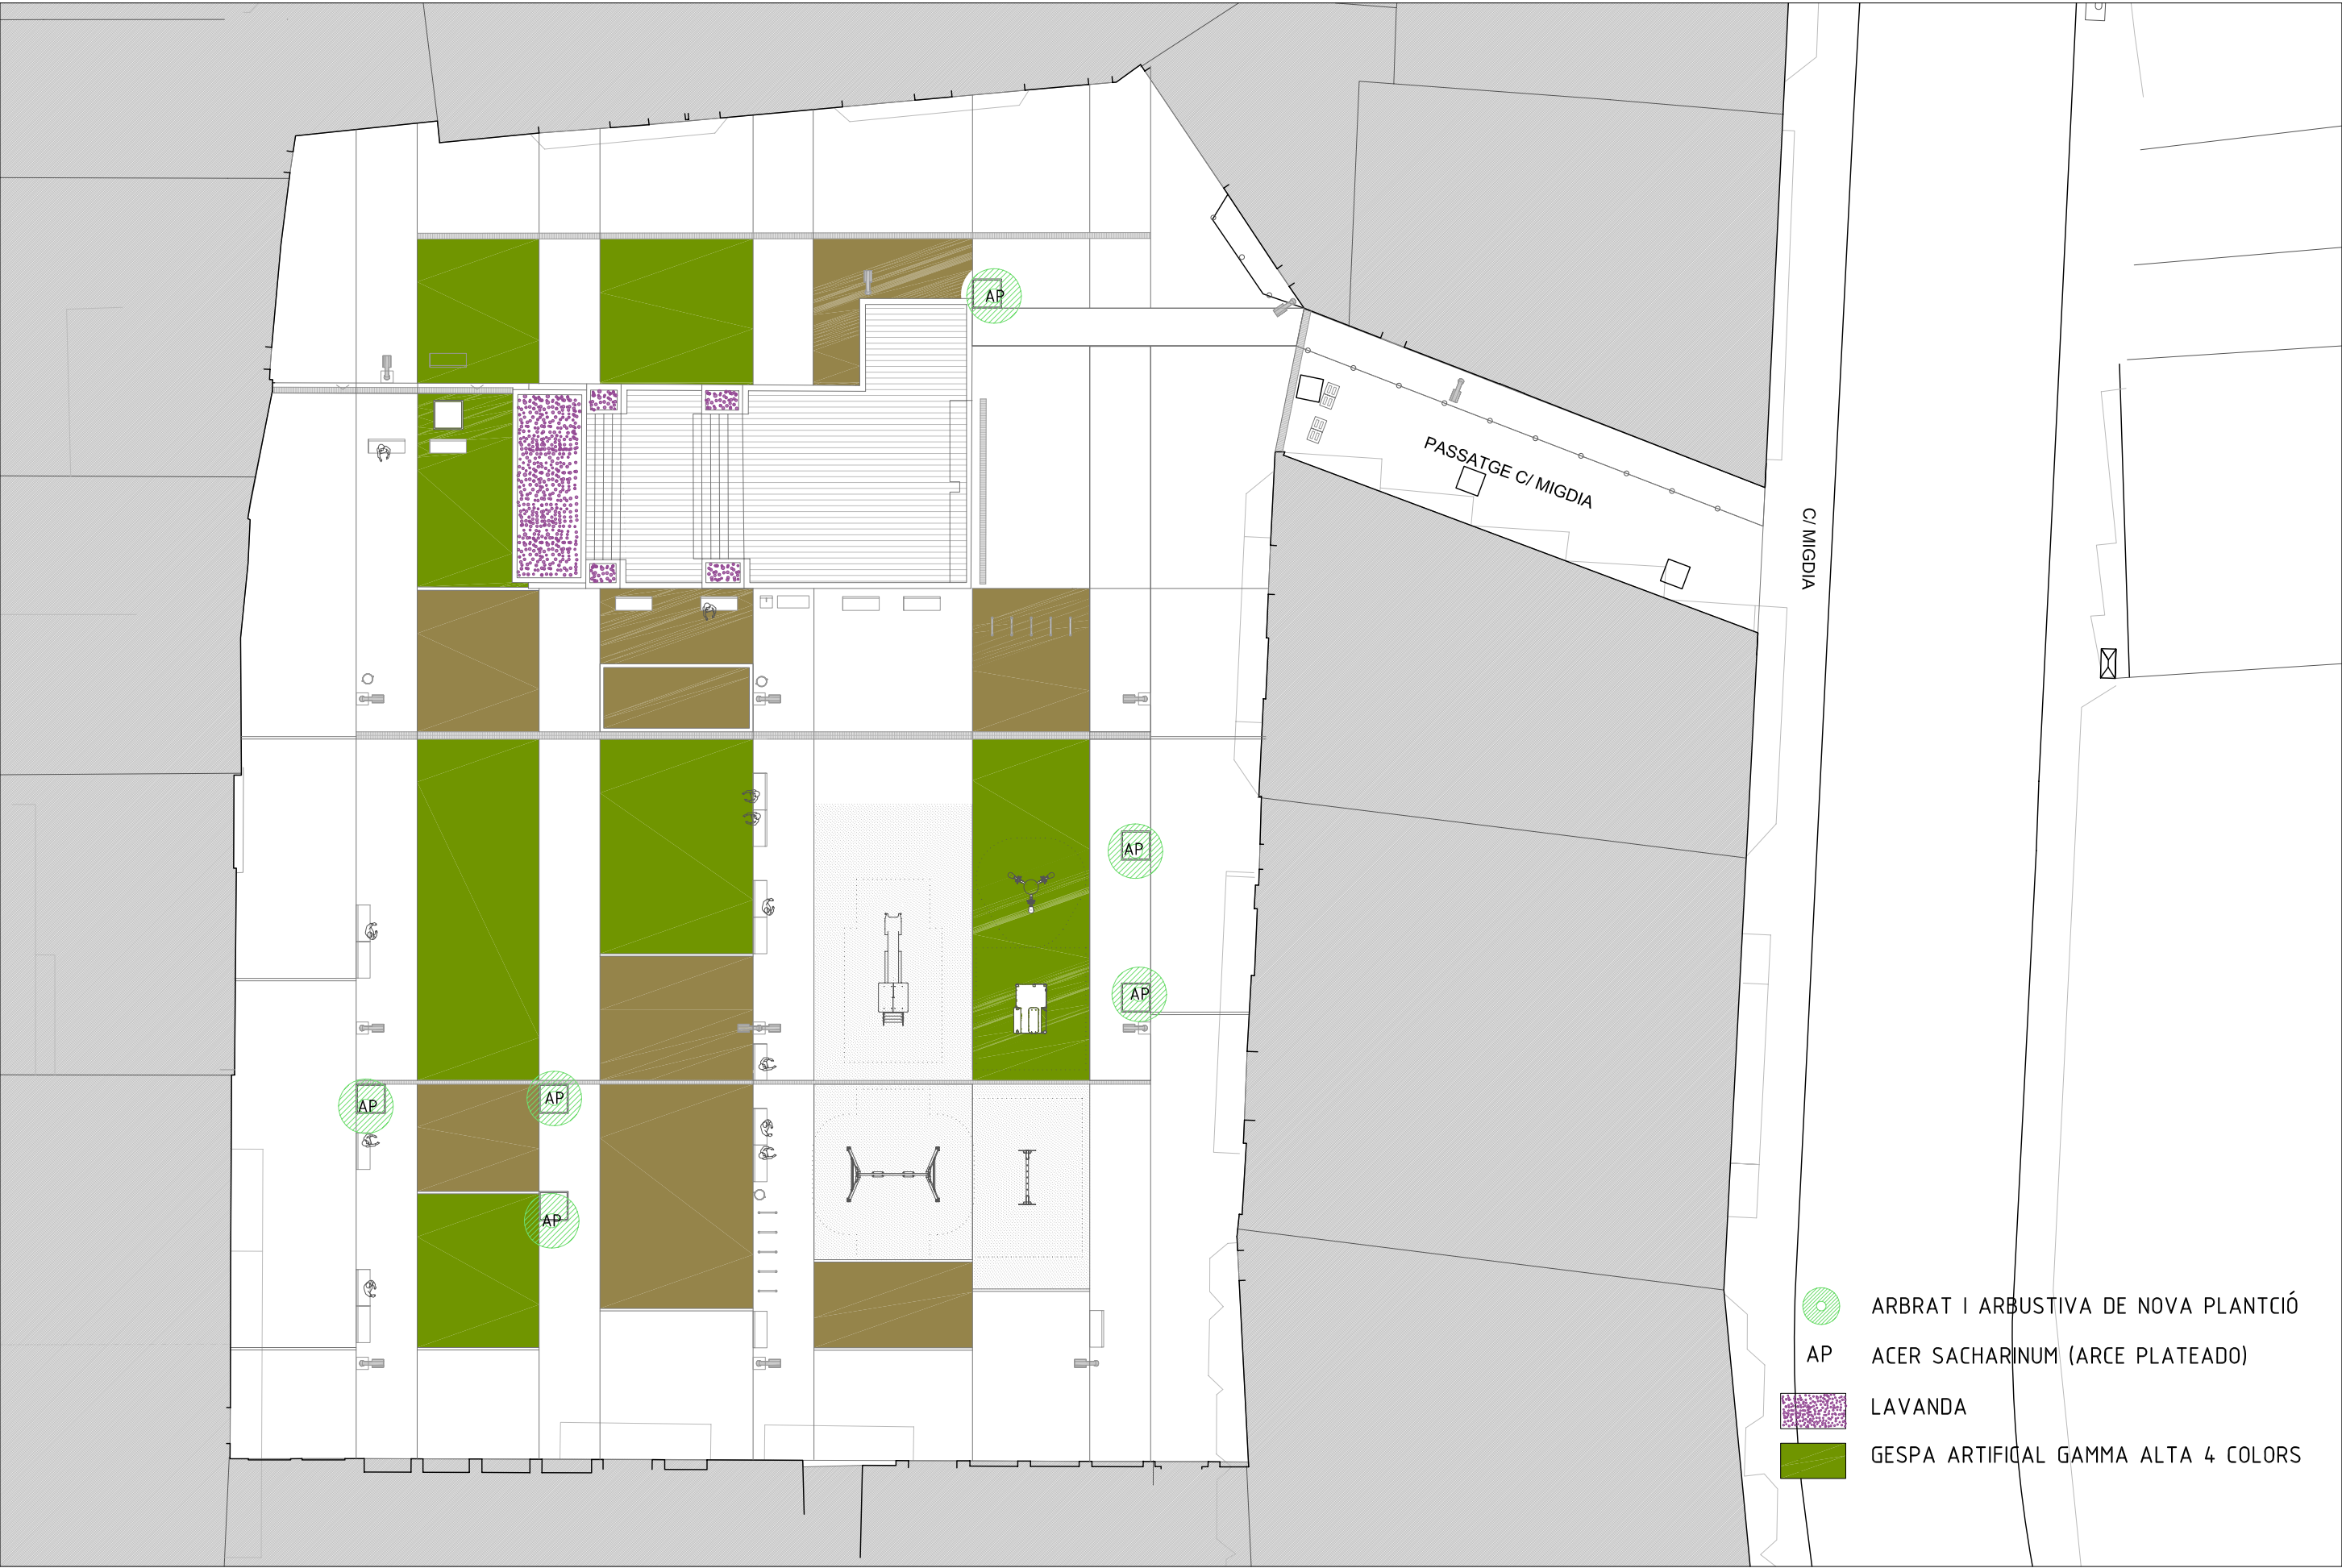 AP
PASSATGE C/ MIGDIA
C/ MIGDIA
AP
AP
AP
AP
AP
ARBRAT I ARBUSTIVA DE NOVA PLANTCIÓ
AP ACER SACHARINUM (ARCE PLATEADO)
LAVANDA
GESPA ARTIFICAL GAMMA ALTA 4 COLORS